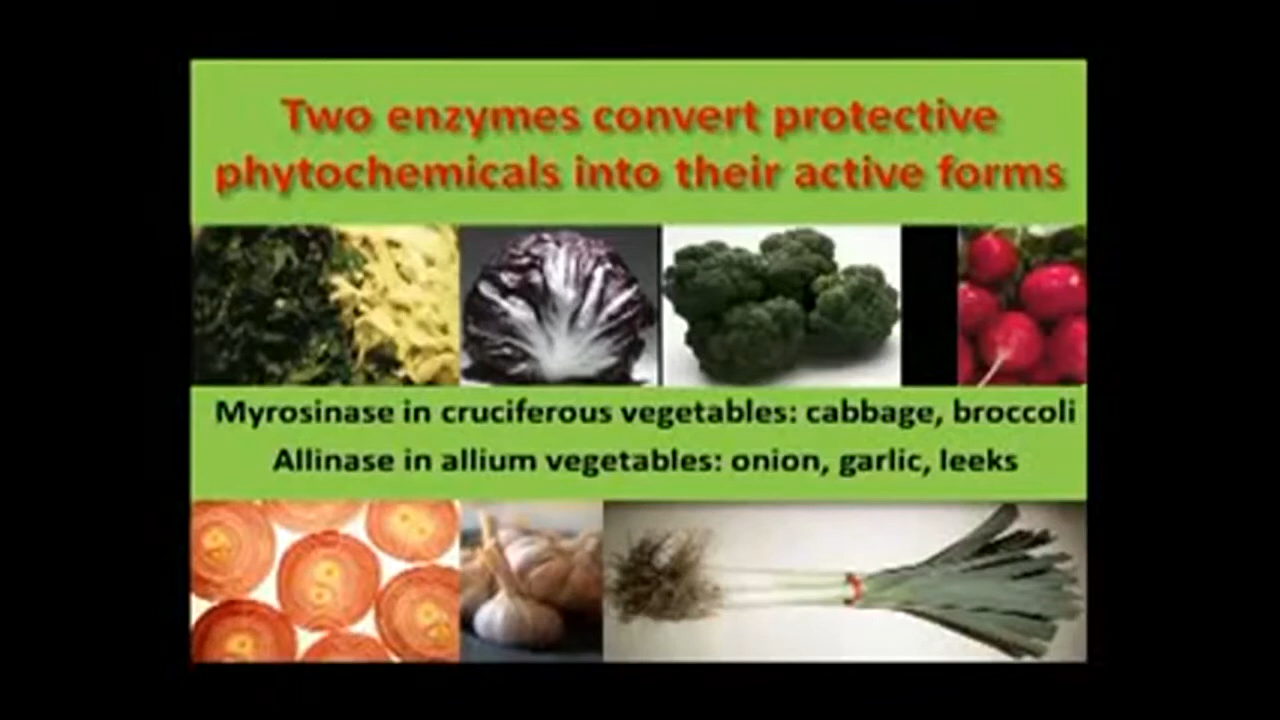 Two enzymes convert protective
phytochemicals into their active forms
Myrosinase in cruciferous vegetables: cabbage, broccoli
Allinase in allium vegetables: onion, garlic, leeks